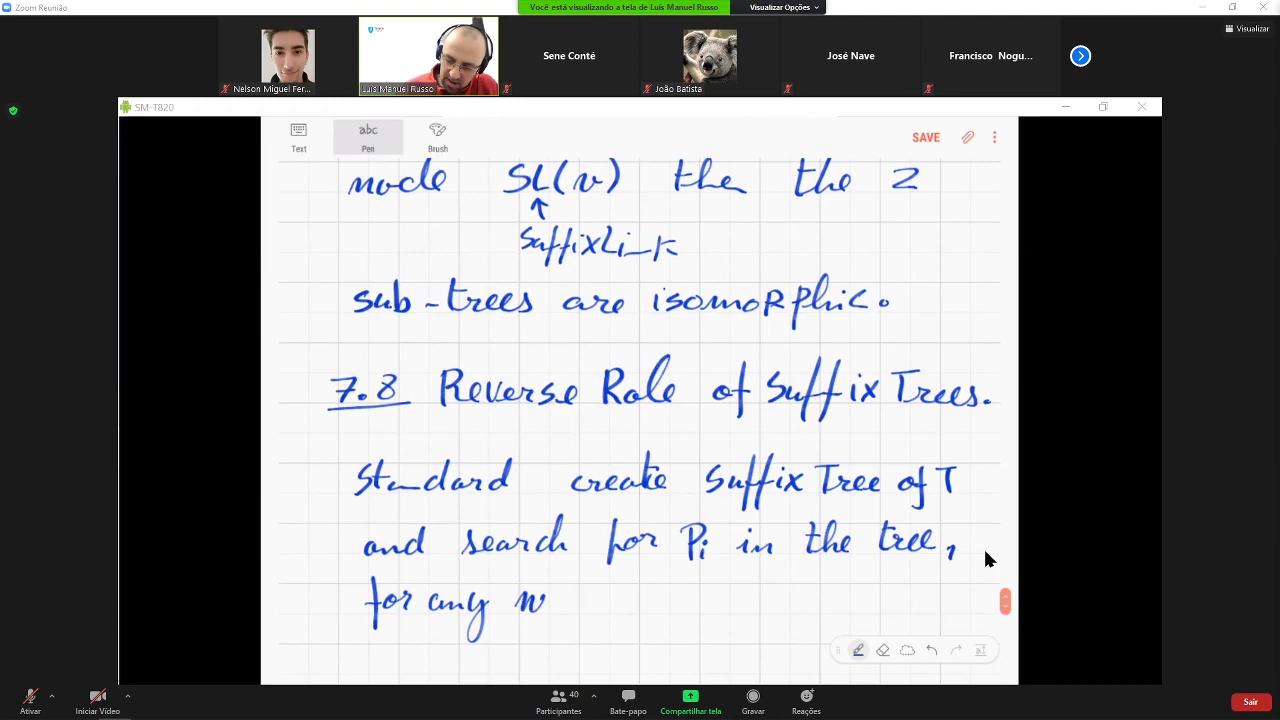 Zoom Reunião
Você está visualizando a tela de Luís Manuel Russo
Visualizar Opções
Visualizar
Nelson Miguel Fer...
Luís Manuel Russo
Sene Conté
João Batista
José Nave
Francisco Nogu...
SM-T820
Text
abc
Pen
Brush
SAVE
node SL(v) the the 2
SuffixLink
sub-trees are isomorphic.
7.8 Reverse Role of Suffix Trees.
Standard create Suffix Tree of T
and search for Pi in the tree,
for any w
Ativar
Iniciar Vídeo
40
Participantes
Bate-papo
Compartilhar tela
Gravar
Reações
Sair